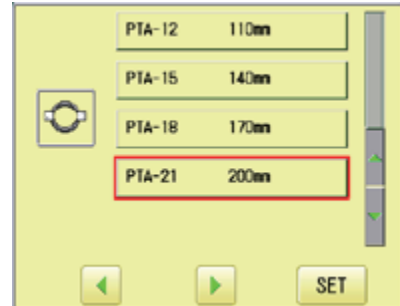 PTA-12 110mm
PTA-15 140mm
PTA-18 170mm
PTA-21 200mm
SET